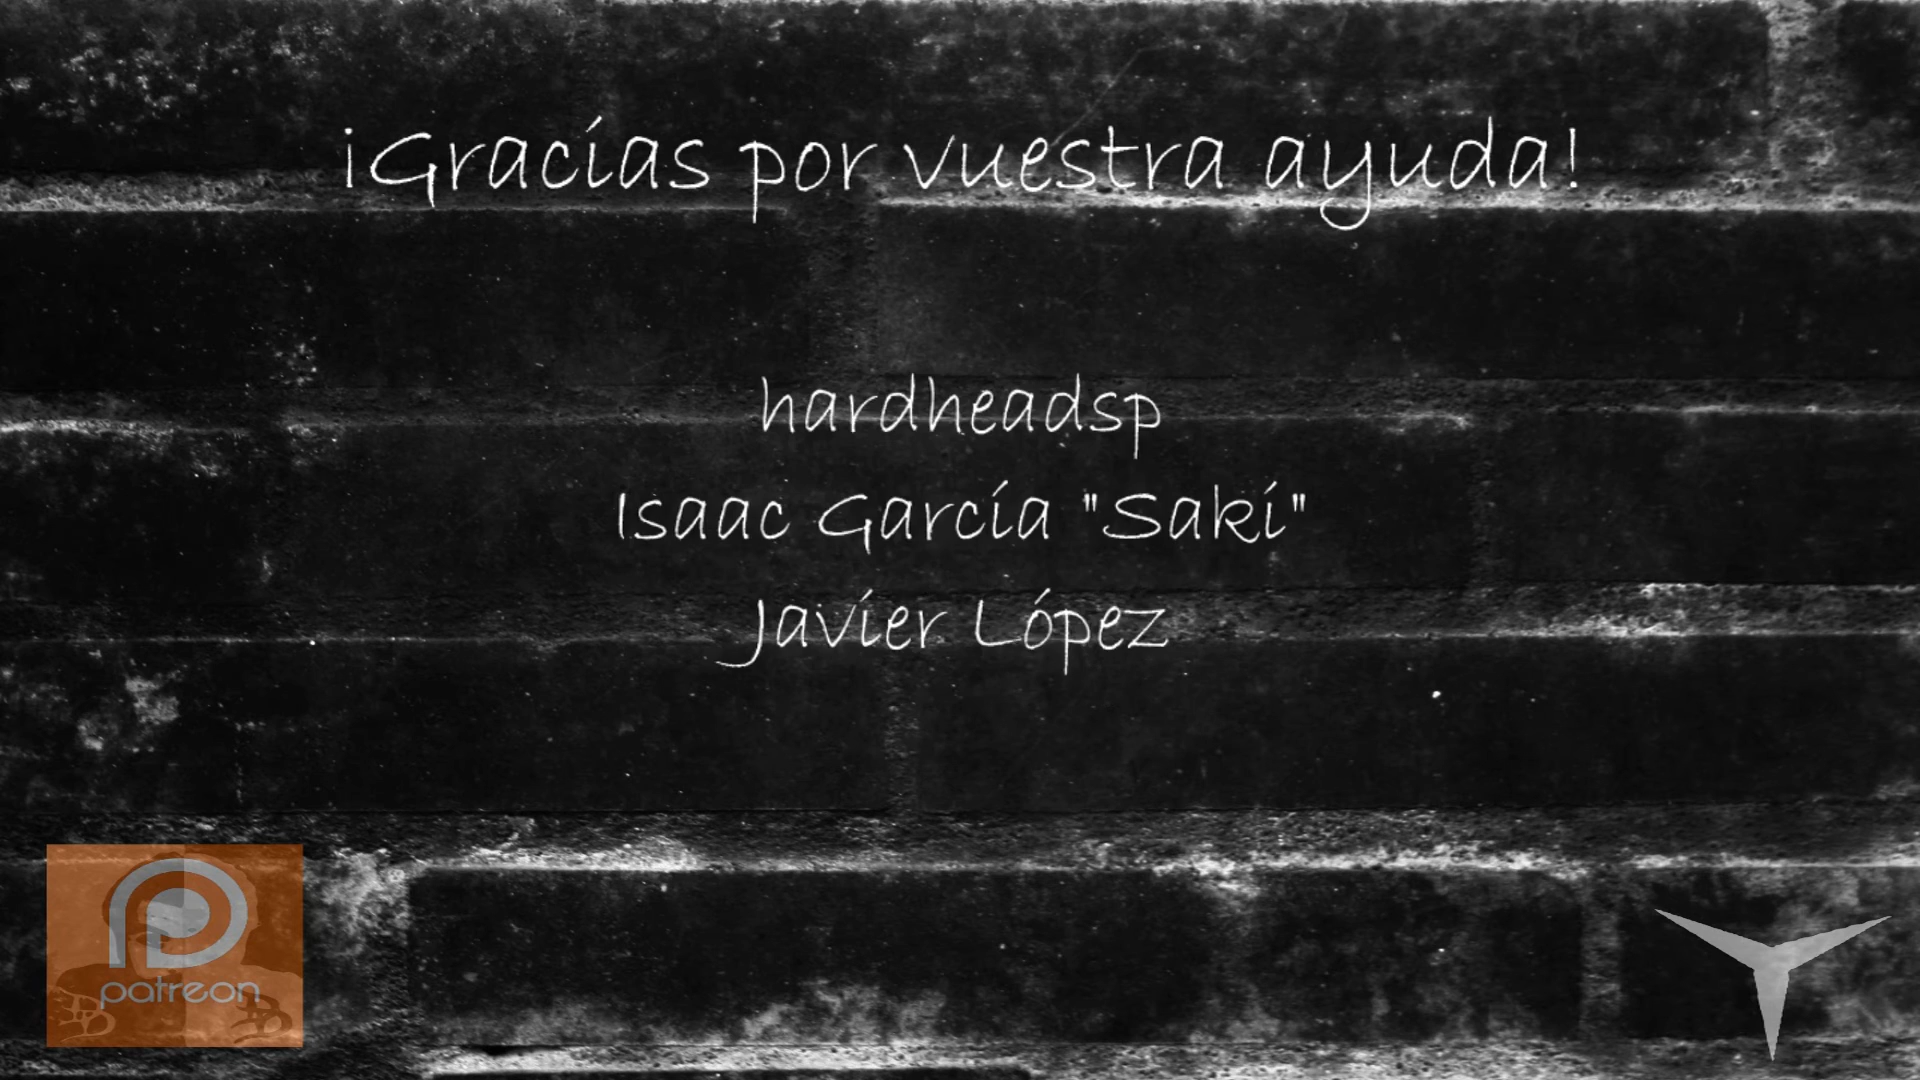 ¡Gracias por vuestra ayuda!
hardheadsp
Isaac García "Saki"
Javier López
patreon